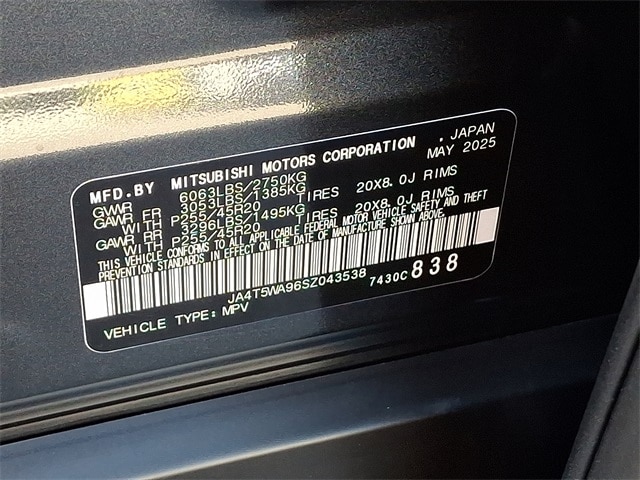 MFD.BY MITSUBISHI MOTORS CORPORATION , JAPAN
MAY 2025
GVWR 6063LBS/2750KG
GAWR FR 3053LBS/1385KG
WITH P255/45R20 TIRES 20X8.0J RIMS
GAWR RR 3296LBS/1495KG
WITH P255/45R20 TIRES 20X8.0J RIMS
THIS VEHICLE CONFORMS TO ALL APPLICABLE FEDERAL MOTOR VEHICLE SAFETY AND THEFT
PREVENTION STANDARDS IN EFFECT ON THE DATE OF MANUFACTURE SHOWN ABOVE.
JA4T5WA96SZ043538 7430C 838
VEHICLE TYPE: MPV